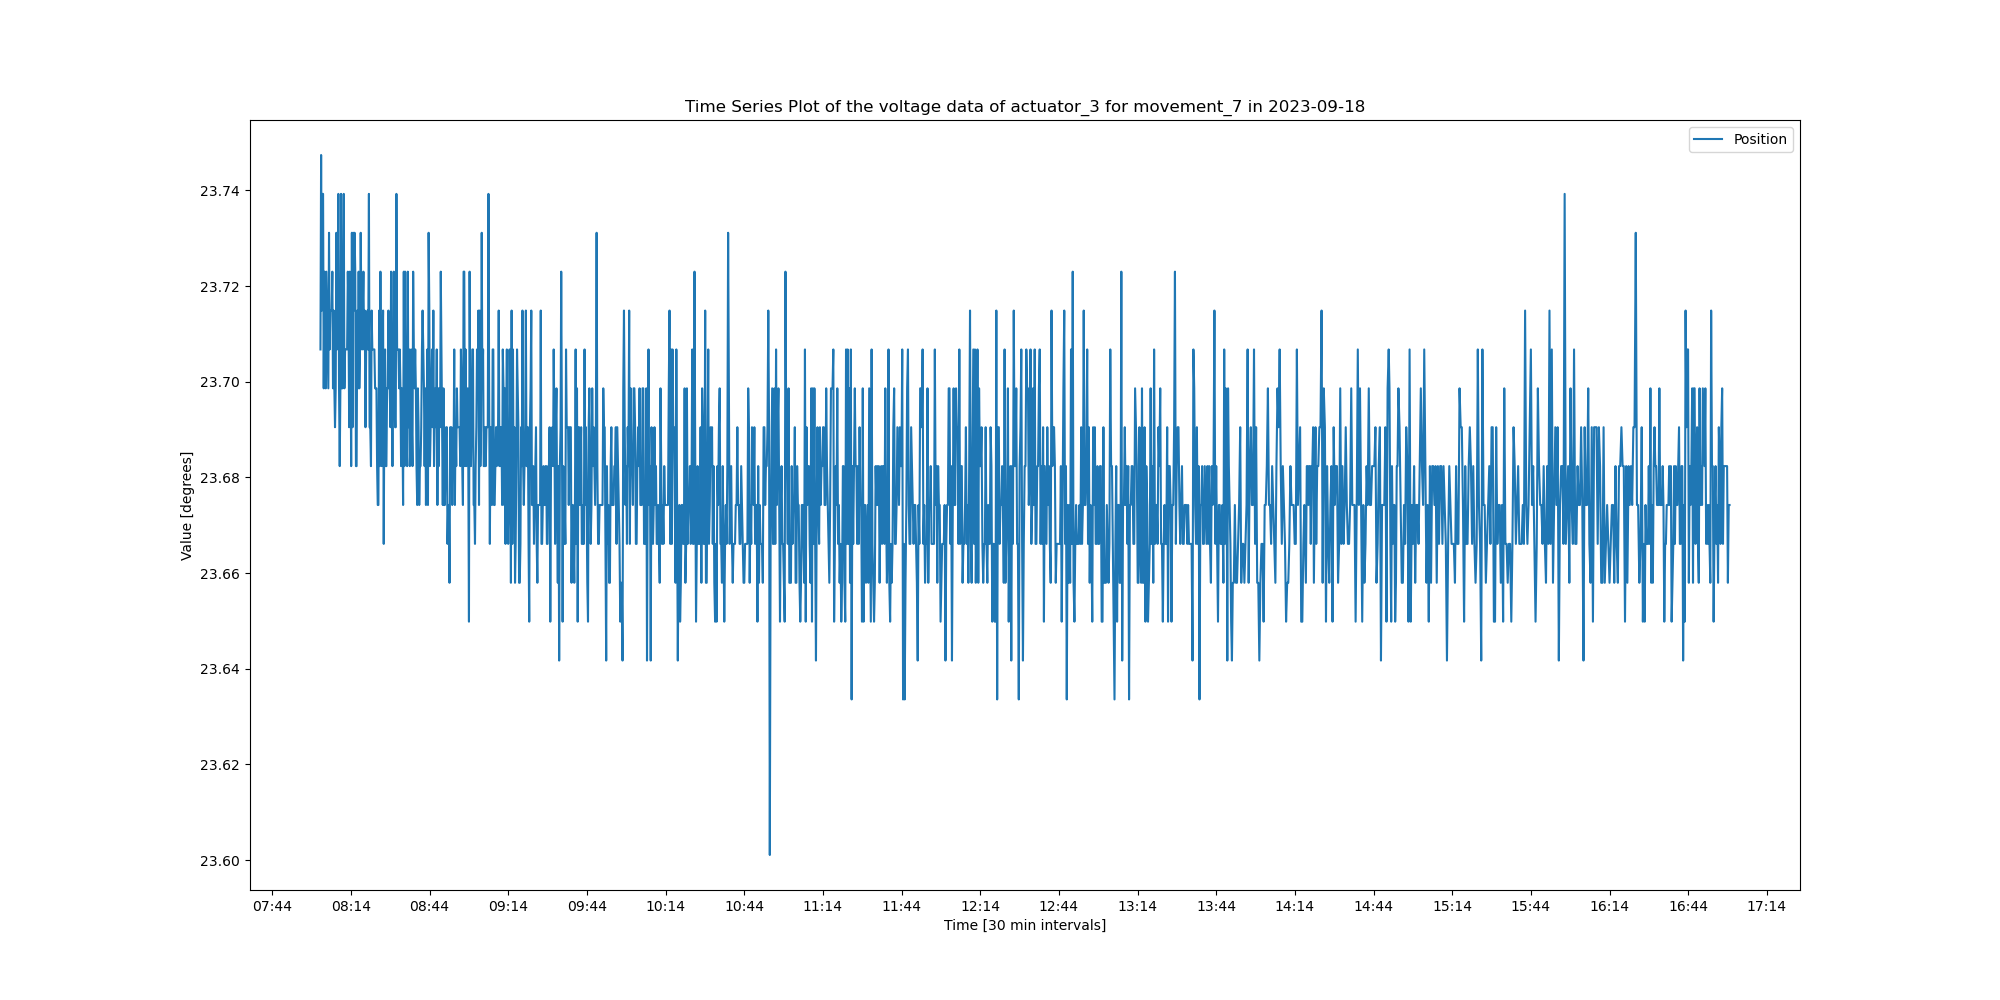 Time Series Plot of the voltage data of actuator_3 for movement_7 in 2023-09-18
Position
23.74
23.72
23.70
23.68
23.66
23.64
23.62
23.60
Value [degrees]
07:44 08:14 08:44 09:14 09:44 10:14 10:44 11:14 11:44 12:14 12:44 13:14 13:44 14:14 14:44 15:14 15:44 16:14 16:44 17:14
Time [30 min intervals]